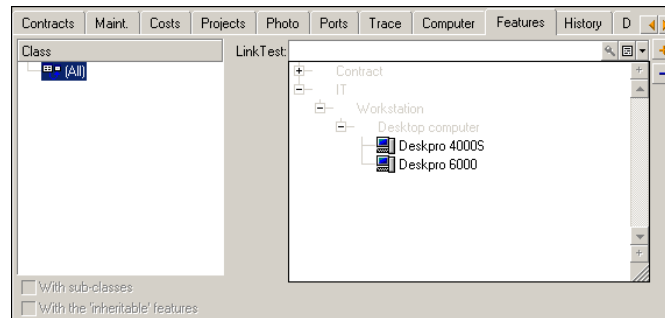 Contracts Maint. Costs Projects Photo Ports Trace Computer Features History D
Class LinkTest
(All) Contract
IT
Workstation
Desktop computer
Deskpro 4000S
Deskpro 6000
With sub-classes
With the 'inheritable' features